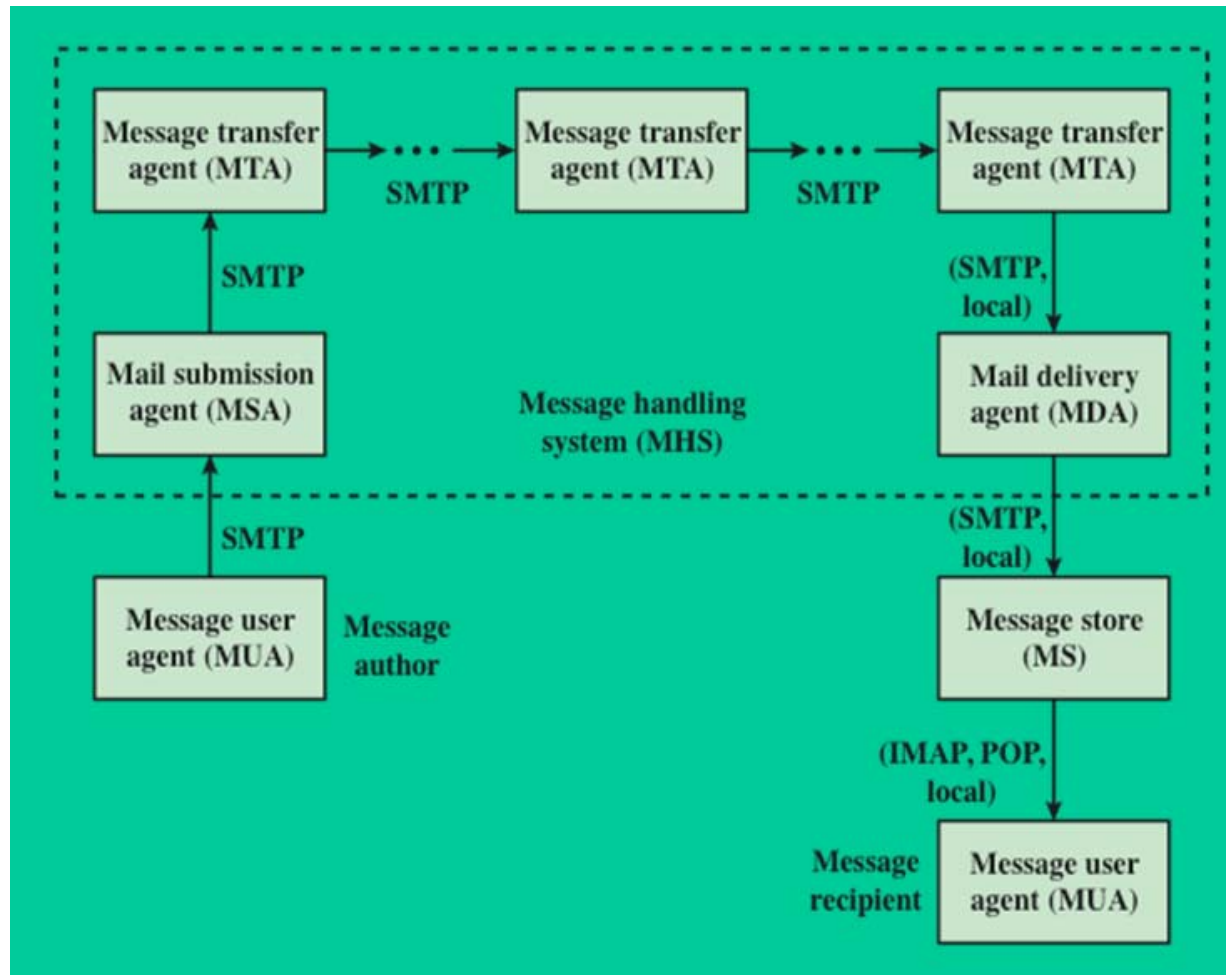 Message transfer
agent (MTA)
SMTP
Message transfer
agent (MTA)
SMTP
Message transfer
agent (MTA)
SMTP
(SMTP,
local)
Mail submission
agent (MSA)
Message handling
system (MHS)
Mail delivery
agent (MDA)
SMTP
(SMTP,
local)
Message user
agent (MUA)
Message
author
Message store
(MS)
(IMAP, POP,
local)
Message
recipient
Message user
agent (MUA)